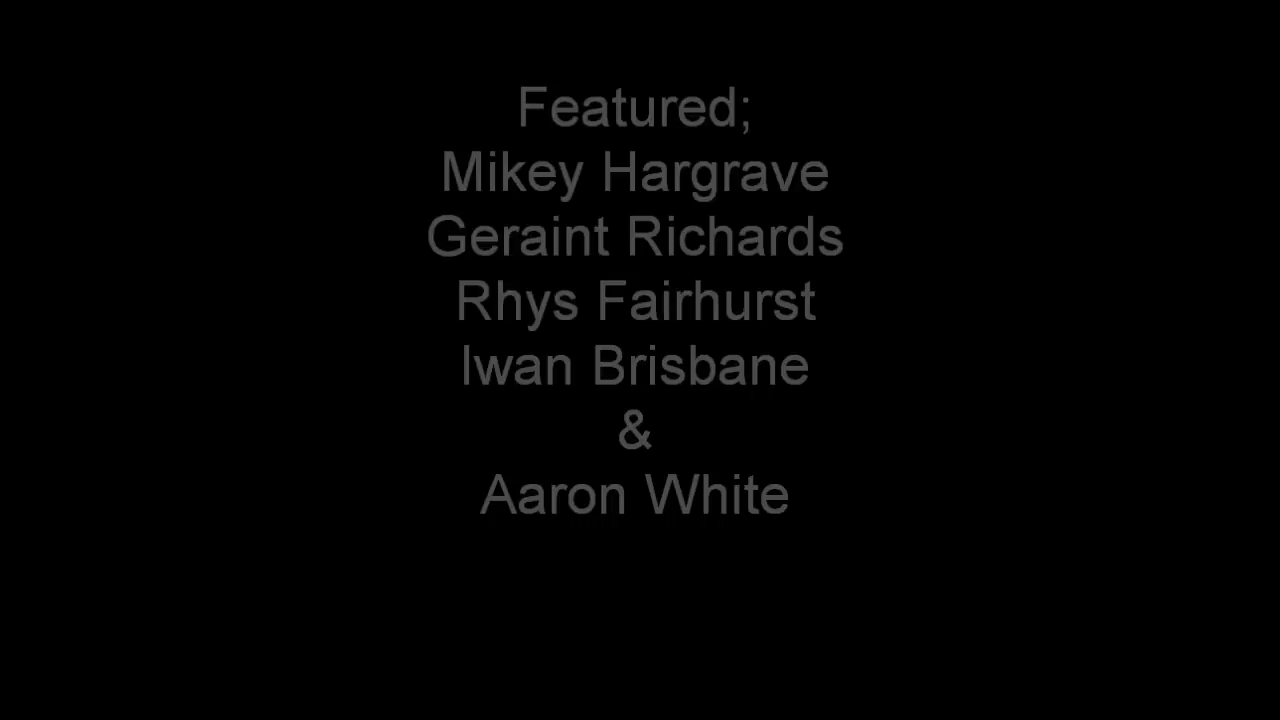 Featured;
Mikey Hargrave
Geraint Richards
Rhys Fairhurst
Iwan Brisbane
&
Aaron White